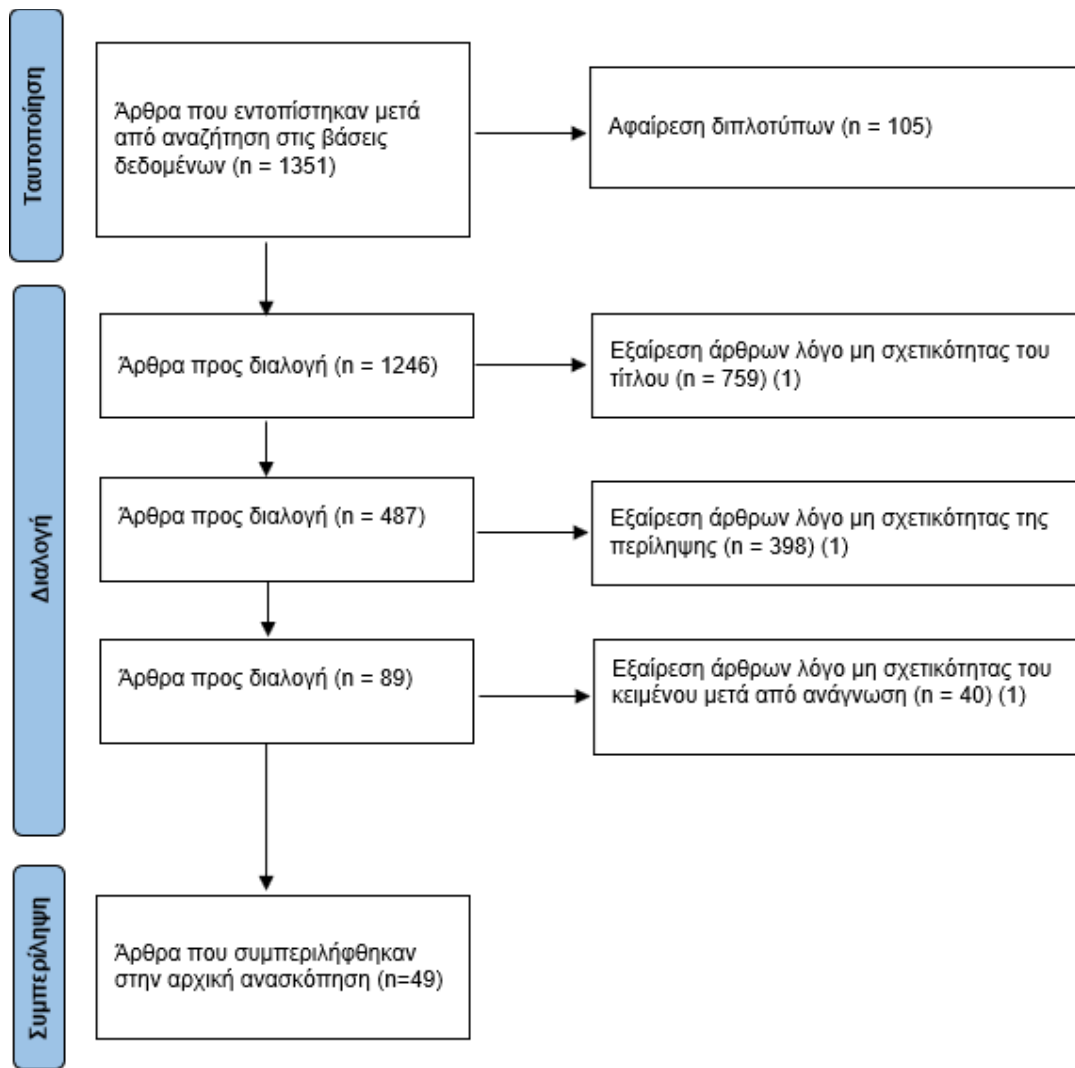 Ταυτοποίηση
Άρθρα που εντοπίστηκαν μετά
από αναζήτηση στις βάσεις
δεδομένων (n = 1351)
Αφαίρεση διπλοτύπων (n = 105)
Διαλογή
Άρθρα προς διαλογή (n = 1246)
Εξαίρεση άρθρων λόγο μη σχετικότητας του
τίτλου (n = 759) (1)
Άρθρα προς διαλογή (n = 487)
Εξαίρεση άρθρων λόγο μη σχετικότητας της
περίληψης (n = 398) (1)
Άρθρα προς διαλογή (n = 89)
Εξαίρεση άρθρων λόγο μη σχετικότητας του
κειμένου μετά από ανάγνωση (n = 40) (1)
Συμπερίληψη
Άρθρα που συμπεριλήφθηκαν
στην αρχική ανασκόπηση (n=49)